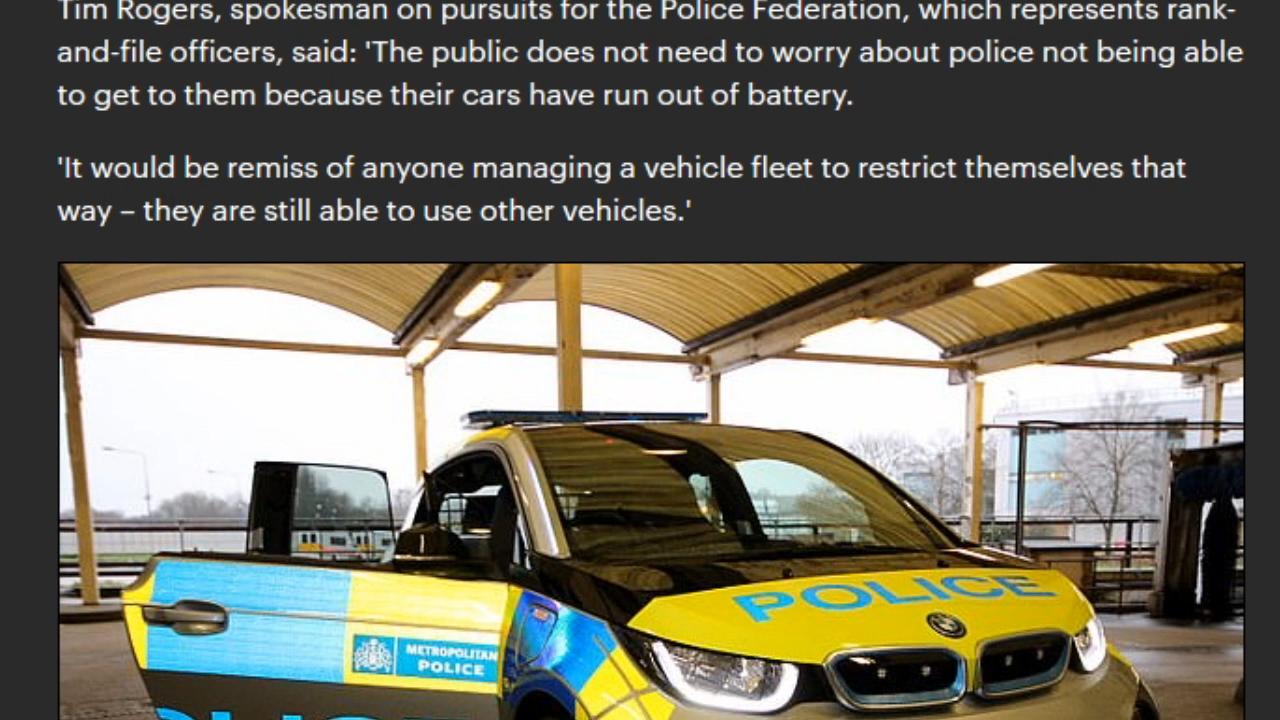 Tim Rogers, spokesman on pursuits for the Police Federation, which represents rank-
and-file officers, said: 'The public does not need to worry about police not being able
to get to them because their cars have run out of battery.
'It would be remiss of anyone managing a vehicle fleet to restrict themselves that
way – they are still able to use other vehicles.'
POLICE
METROPOLITAN
POLICE